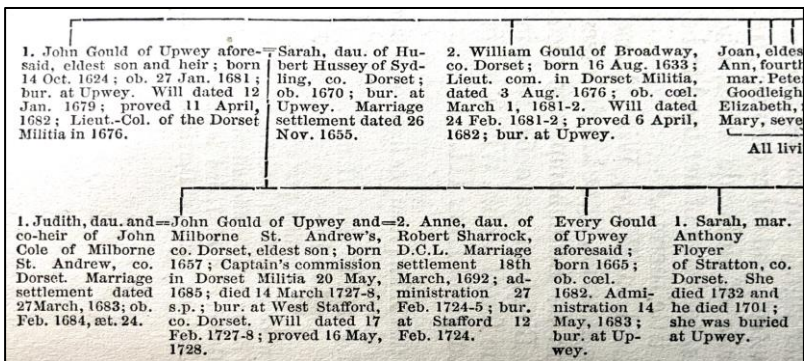 1. John Gould of Upwey afore-
said, eldest son and heir ; born
14 Oct. 1624 ; ob. 27 Jan. 1681 ;
bur. at Upwey. Will dated 12
Jan. 1679 ; proved 11 April,
1682 ; Lieut.-Col. of the Dorset
Militia in 1676.
Sarah, dau. of Hu-
bert Hussey of Syd-
ling, co. Dorset ;
ob. 1670 ; bur. at
Upwey. Marriage
settlement dated 26
Nov. 1655.
2. William Gould of Broadway,
co. Dorset ; born 16 Aug. 1633 ;
Lieut. com. in Dorset Militia,
dated 3 Aug. 1676 ; ob. cœl.
March 1, 1681-2. Will dated
24 Feb. 1681-2 ; proved 6 April,
1682 ; bur. at Upwey.
Joan, eldes
Ann, fourth
mar. Pete
Goodleigh
Elizabeth,
Mary, seve
All livi
1. Judith, dau. and
co-heir of John
Cole of Milborne
St. Andrew, co.
Dorset. Marriage
settlement dated
27 March, 1683; ob.
Feb. 1684, æt. 24.
John Gould of Upwey and
Milborne St. Andrew's,
co. Dorset, eldest son ; born
1657 ; Captain's commission
in Dorset Militia 20 May,
1685 ; died 14 March 1727-8,
s.p. ; bur. at West Stafford,
co. Dorset. Will dated 17
Feb. 1727-8 ; proved 16 May,
1728.
2. Anne, dau. of
Robert Sharrock,
D.C.L. Marriage
settlement 18th
March, 1692 ; ad-
ministration 27
Feb. 1724-5 ; bur.
at Stafford 12
Feb. 1724.
Every Gould
of Upwey
aforesaid ;
born 1665 ;
ob. cœl.
1682. Admi-
nistration 14
May, 1683 ;
bur. at Up-
wey.
1. Sarah, mar.
Anthony
Floyer
of Stratton, co.
Dorset. She
died 1732 and
he died 1701 ;
she was buried
at Upwey.